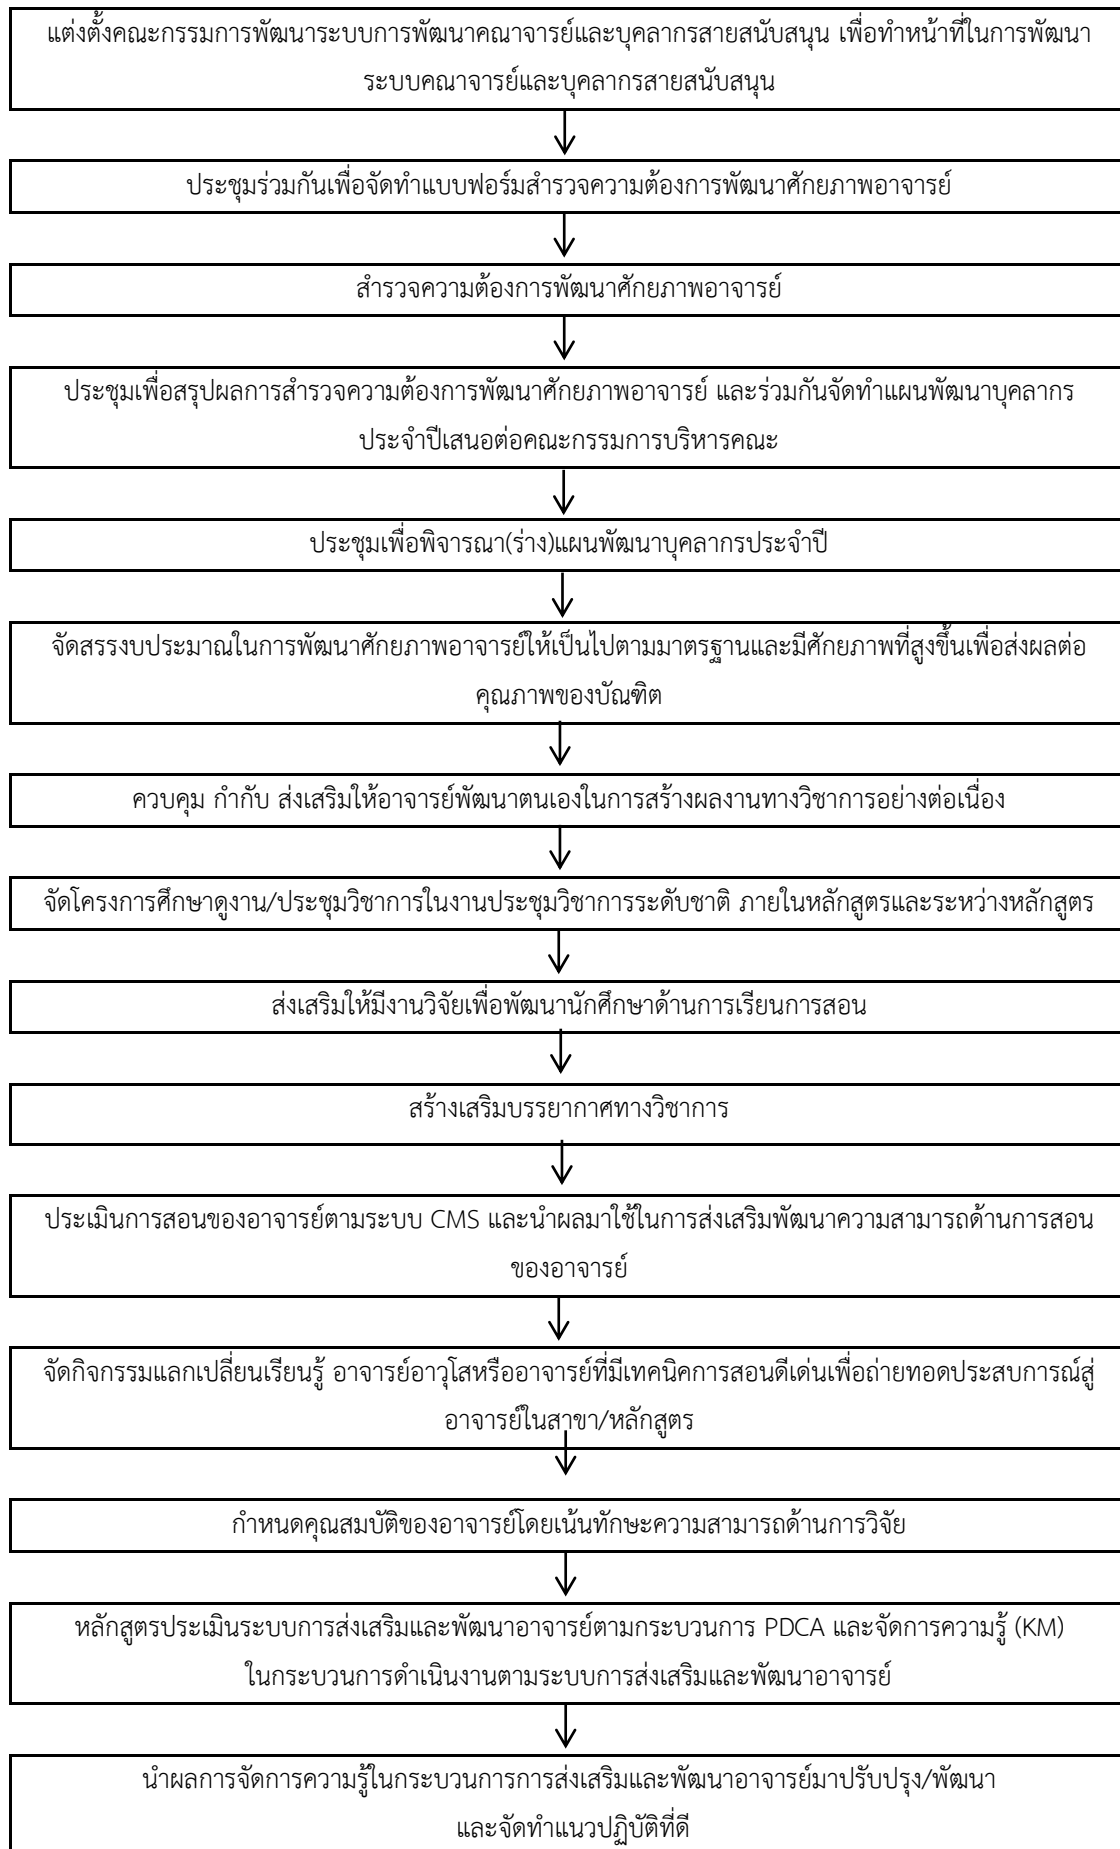 แต่งตั้งคณะกรรมการพัฒนาระบบการพัฒนาคณาจารย์และบุคลากรสายสนับสนุน เพื่อทำหน้าที่ในการพัฒนา
ระบบคณาจารย์และบุคลากรสายสนับสนุน
ประชุมร่วมกันเพื่อจัดทำแบบฟอร์มสำรวจความต้องการพัฒนาศักยภาพอาจารย์
สำรวจความต้องการพัฒนาศักยภาพอาจารย์
ประชุมเพื่อสรุปผลการสำรวจความต้องการพัฒนาศักยภาพอาจารย์ และร่วมกันจัดทำแผนพัฒนาบุคลากร
ประจำปีเสนอต่อคณะกรรมการบริหารคณะ
ประชุมเพื่อพิจารณา(ร่าง)แผนพัฒนาบุคลากรประจำปี
จัดสรรงบประมาณในการพัฒนาศักยภาพอาจารย์ให้เป็นไปตามมาตรฐานและมีศักยภาพที่สูงขึ้นเพื่อส่งผลต่อ
คุณภาพของบัณฑิต
ควบคุม กำกับ ส่งเสริมให้อาจารย์พัฒนาตนเองในการสร้างผลงานทางวิชาการอย่างต่อเนื่อง
จัดโครงการศึกษาดูงาน/ประชุมวิชาการในงานประชุมวิชาการระดับชาติ ภายในหลักสูตรและระหว่างหลักสูตร
ส่งเสริมให้มีงานวิจัยเพื่อพัฒนานักศึกษาด้านการเรียนการสอน
สร้างเสริมบรรยากาศทางวิชาการ
ประเมินการสอนของอาจารย์ตามระบบ CMS และนำผลมาใช้ในการส่งเสริมพัฒนาความสามารถด้านการสอน
ของอาจารย์
จัดกิจกรรมแลกเปลี่ยนเรียนรู้ อาจารย์อาวุโสหรืออาจารย์ที่มีเทคนิคการสอนดีเด่นเพื่อถ่ายทอดประสบการณ์สู่
อาจารย์ในสาขา/หลักสูตร
กำหนดคุณสมบัติของอาจารย์โดยเน้นทักษะความสามารถด้านการวิจัย
หลักสูตรประเมินระบบการส่งเสริมและพัฒนาอาจารย์ตามกระบวนการ PDCA และจัดการความรู้ (KM)
ในกระบวนการดำเนินงานตามระบบการส่งเสริมและพัฒนาอาจารย์
นำผลการจัดการความรู้ในกระบวนการการส่งเสริมและพัฒนาอาจารย์มาปรับปรุง/พัฒนา
และจัดทำแนวปฏิบัติที่ดี